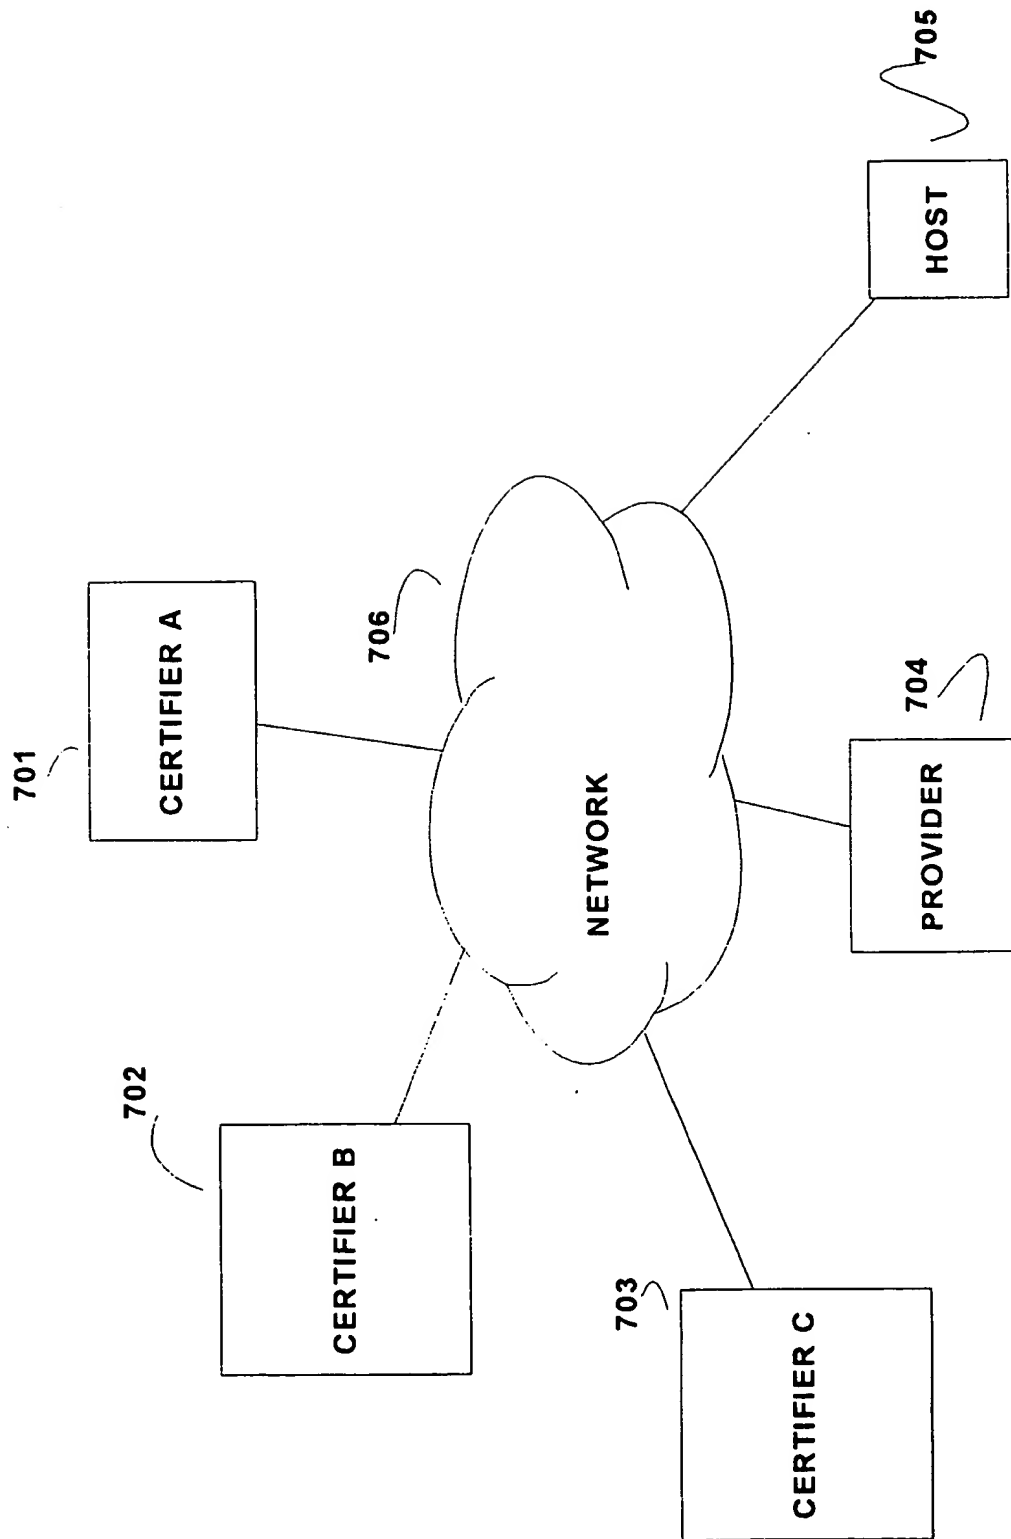 702
CERTIFIER B
701
CERTIFIER A
703
CERTIFIER C
706
NETWORK
704
PROVIDER
705
HOST